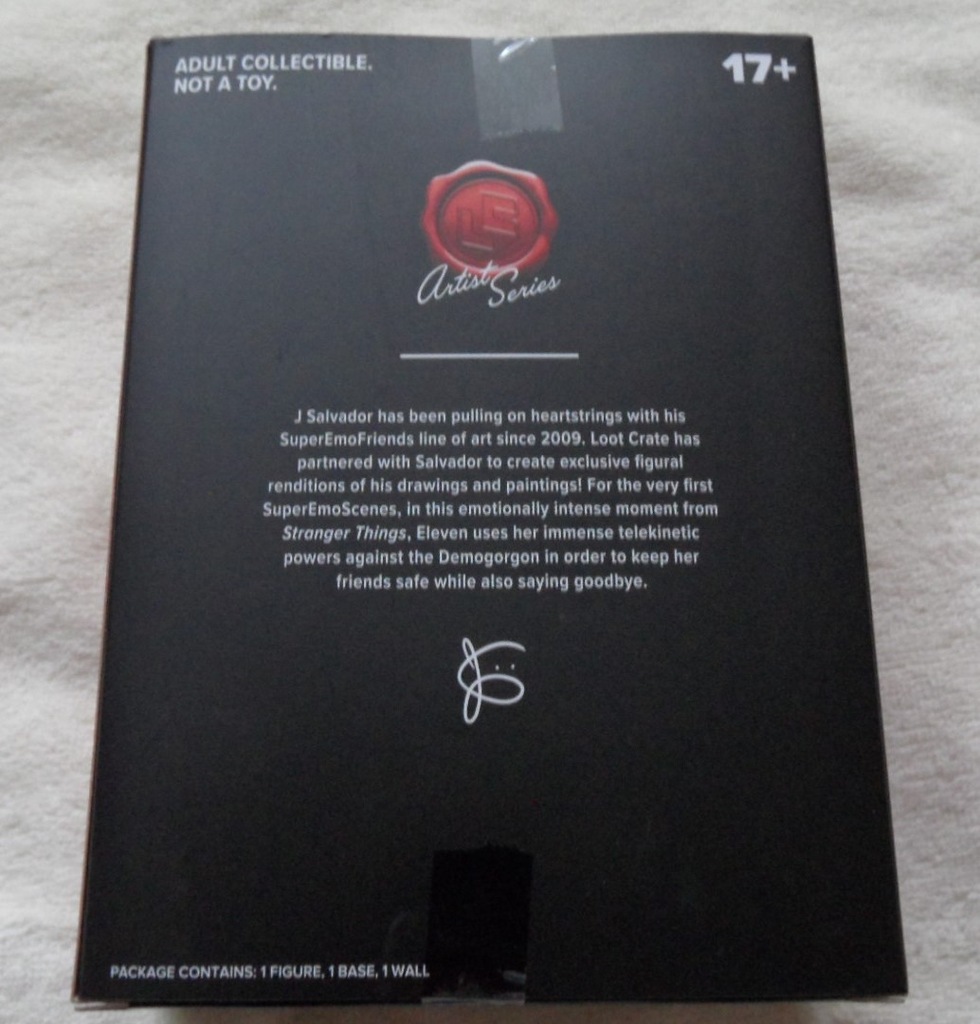 ADULT COLLECTIBLE.
NOT A TOY.
17+
Artist Series
J Salvador has been pulling on heartstrings with his
SuperEmoFriends line of art since 2009. Loot Crate has
partnered with Salvador to create exclusive figural
renditions of his drawings and paintings! For the very first
SuperEmoScenes, in this emotionally intense moment from
Stranger Things, Eleven uses her immense telekinetic
powers against the Demogorgon in order to keep her
friends safe while also saying goodbye.
PACKAGE CONTAINS: 1 FIGURE, 1 BASE, 1 WALL